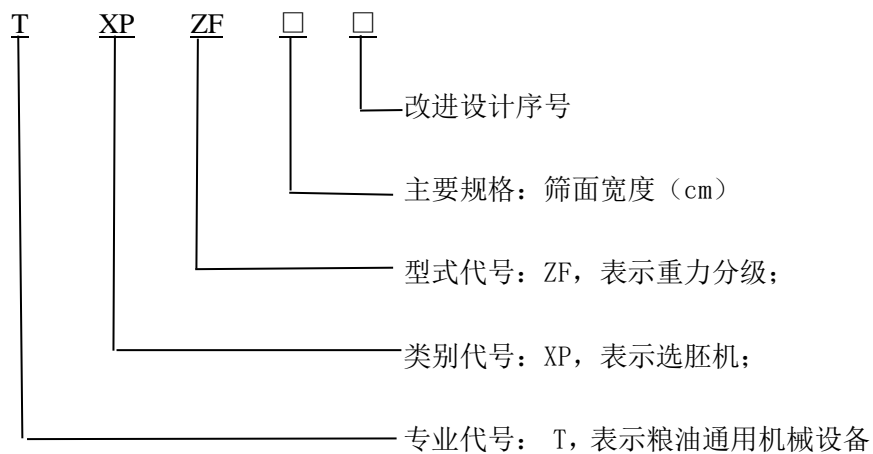 T XP ZF □ □
改进设计序号
主要规格：筛面宽度（cm）
型式代号：ZF，表示重力分级；
类别代号：XP，表示选胚机；
专业代号： T，表示粮油通用机械设备